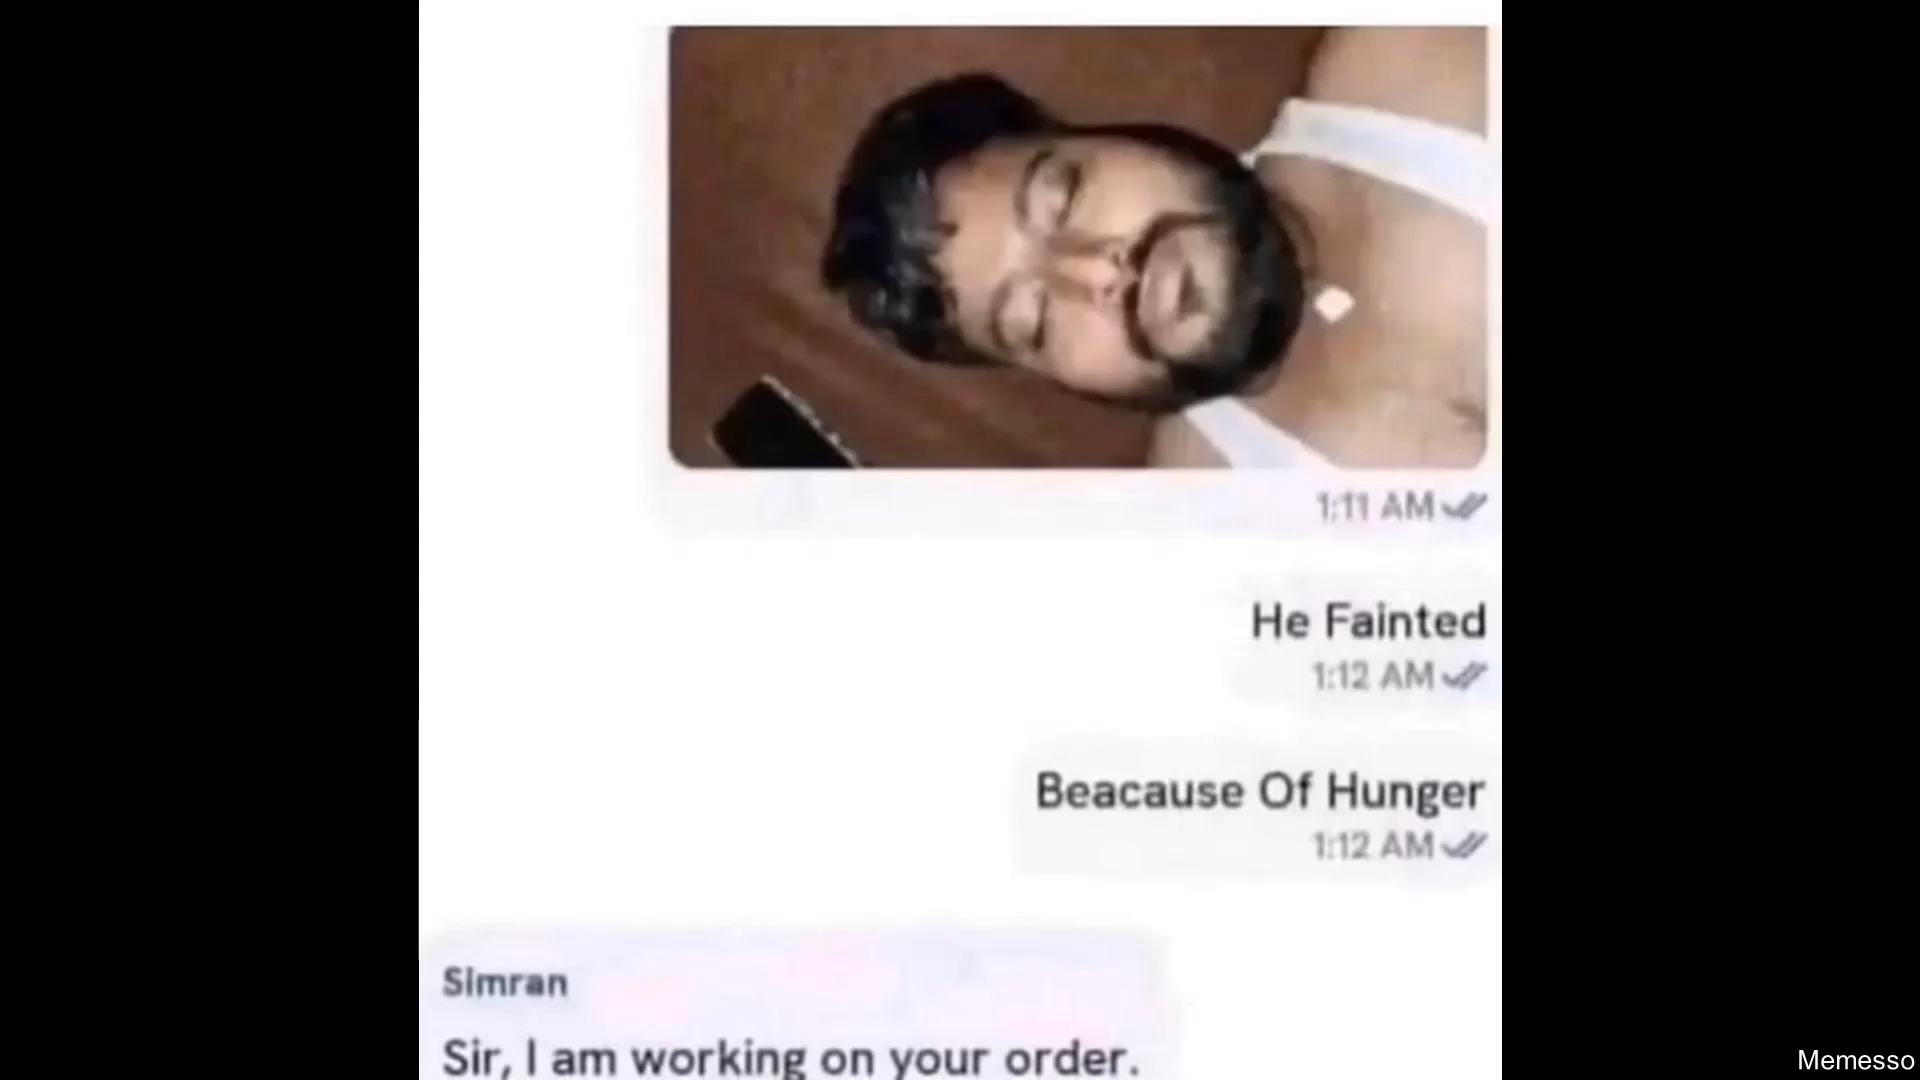 1:11 AM
He Fainted
1:12 AM
Beacause Of Hunger
1:12 AM
Simran
Sir, I am working on your order.
Memesso